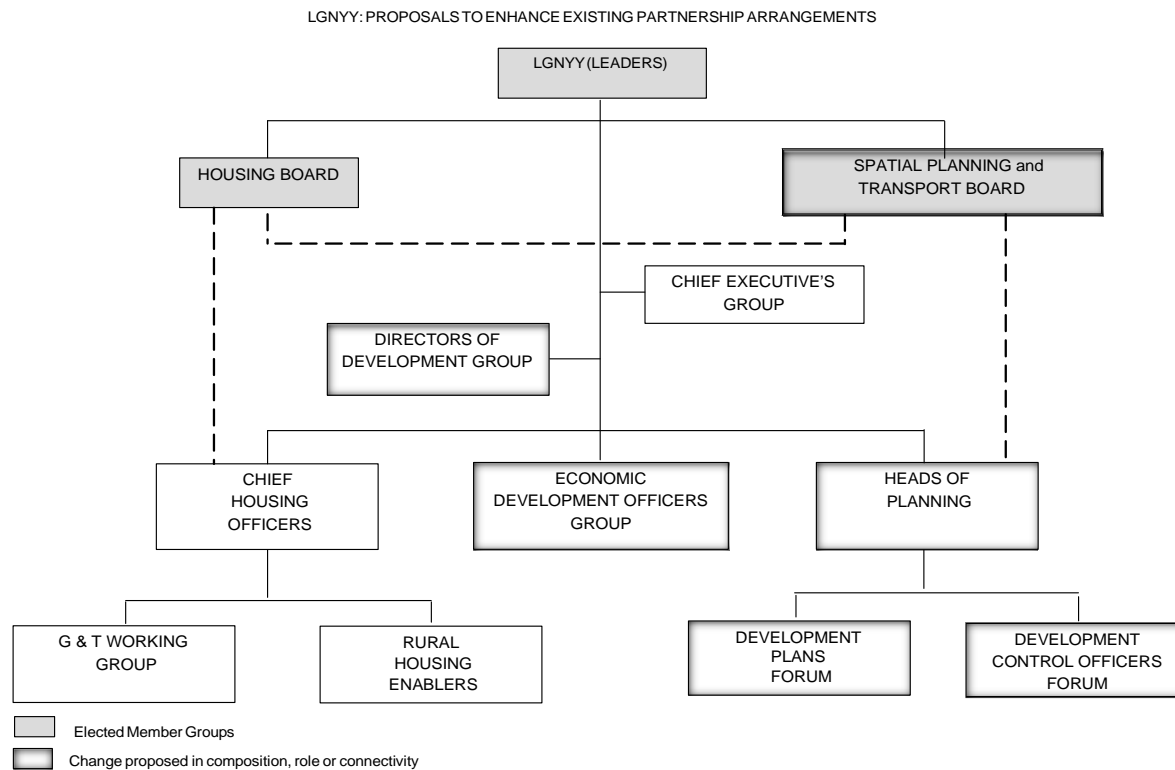 LGNYY: PROPOSALS TO ENHANCE EXISTING PARTNERSHIP ARRANGEMENTS
LGNYY (LEADERS)
HOUSING BOARD
SPATIAL PLANNING and
TRANSPORT BOARD
CHIEF EXECUTIVE'S
GROUP
DIRECTORS OF
DEVELOPMENT GROUP
CHIEF
HOUSING
OFFICERS
ECONOMIC
DEVELOPMENT OFFICERS
GROUP
HEADS OF
PLANNING
G & T WORKING
GROUP
RURAL
HOUSING
ENABLERS
DEVELOPMENT
PLANS
FORUM
DEVELOPMENT
CONTROL OFFICERS
FORUM
Elected Member Groups
Change proposed in composition, role or connectivity